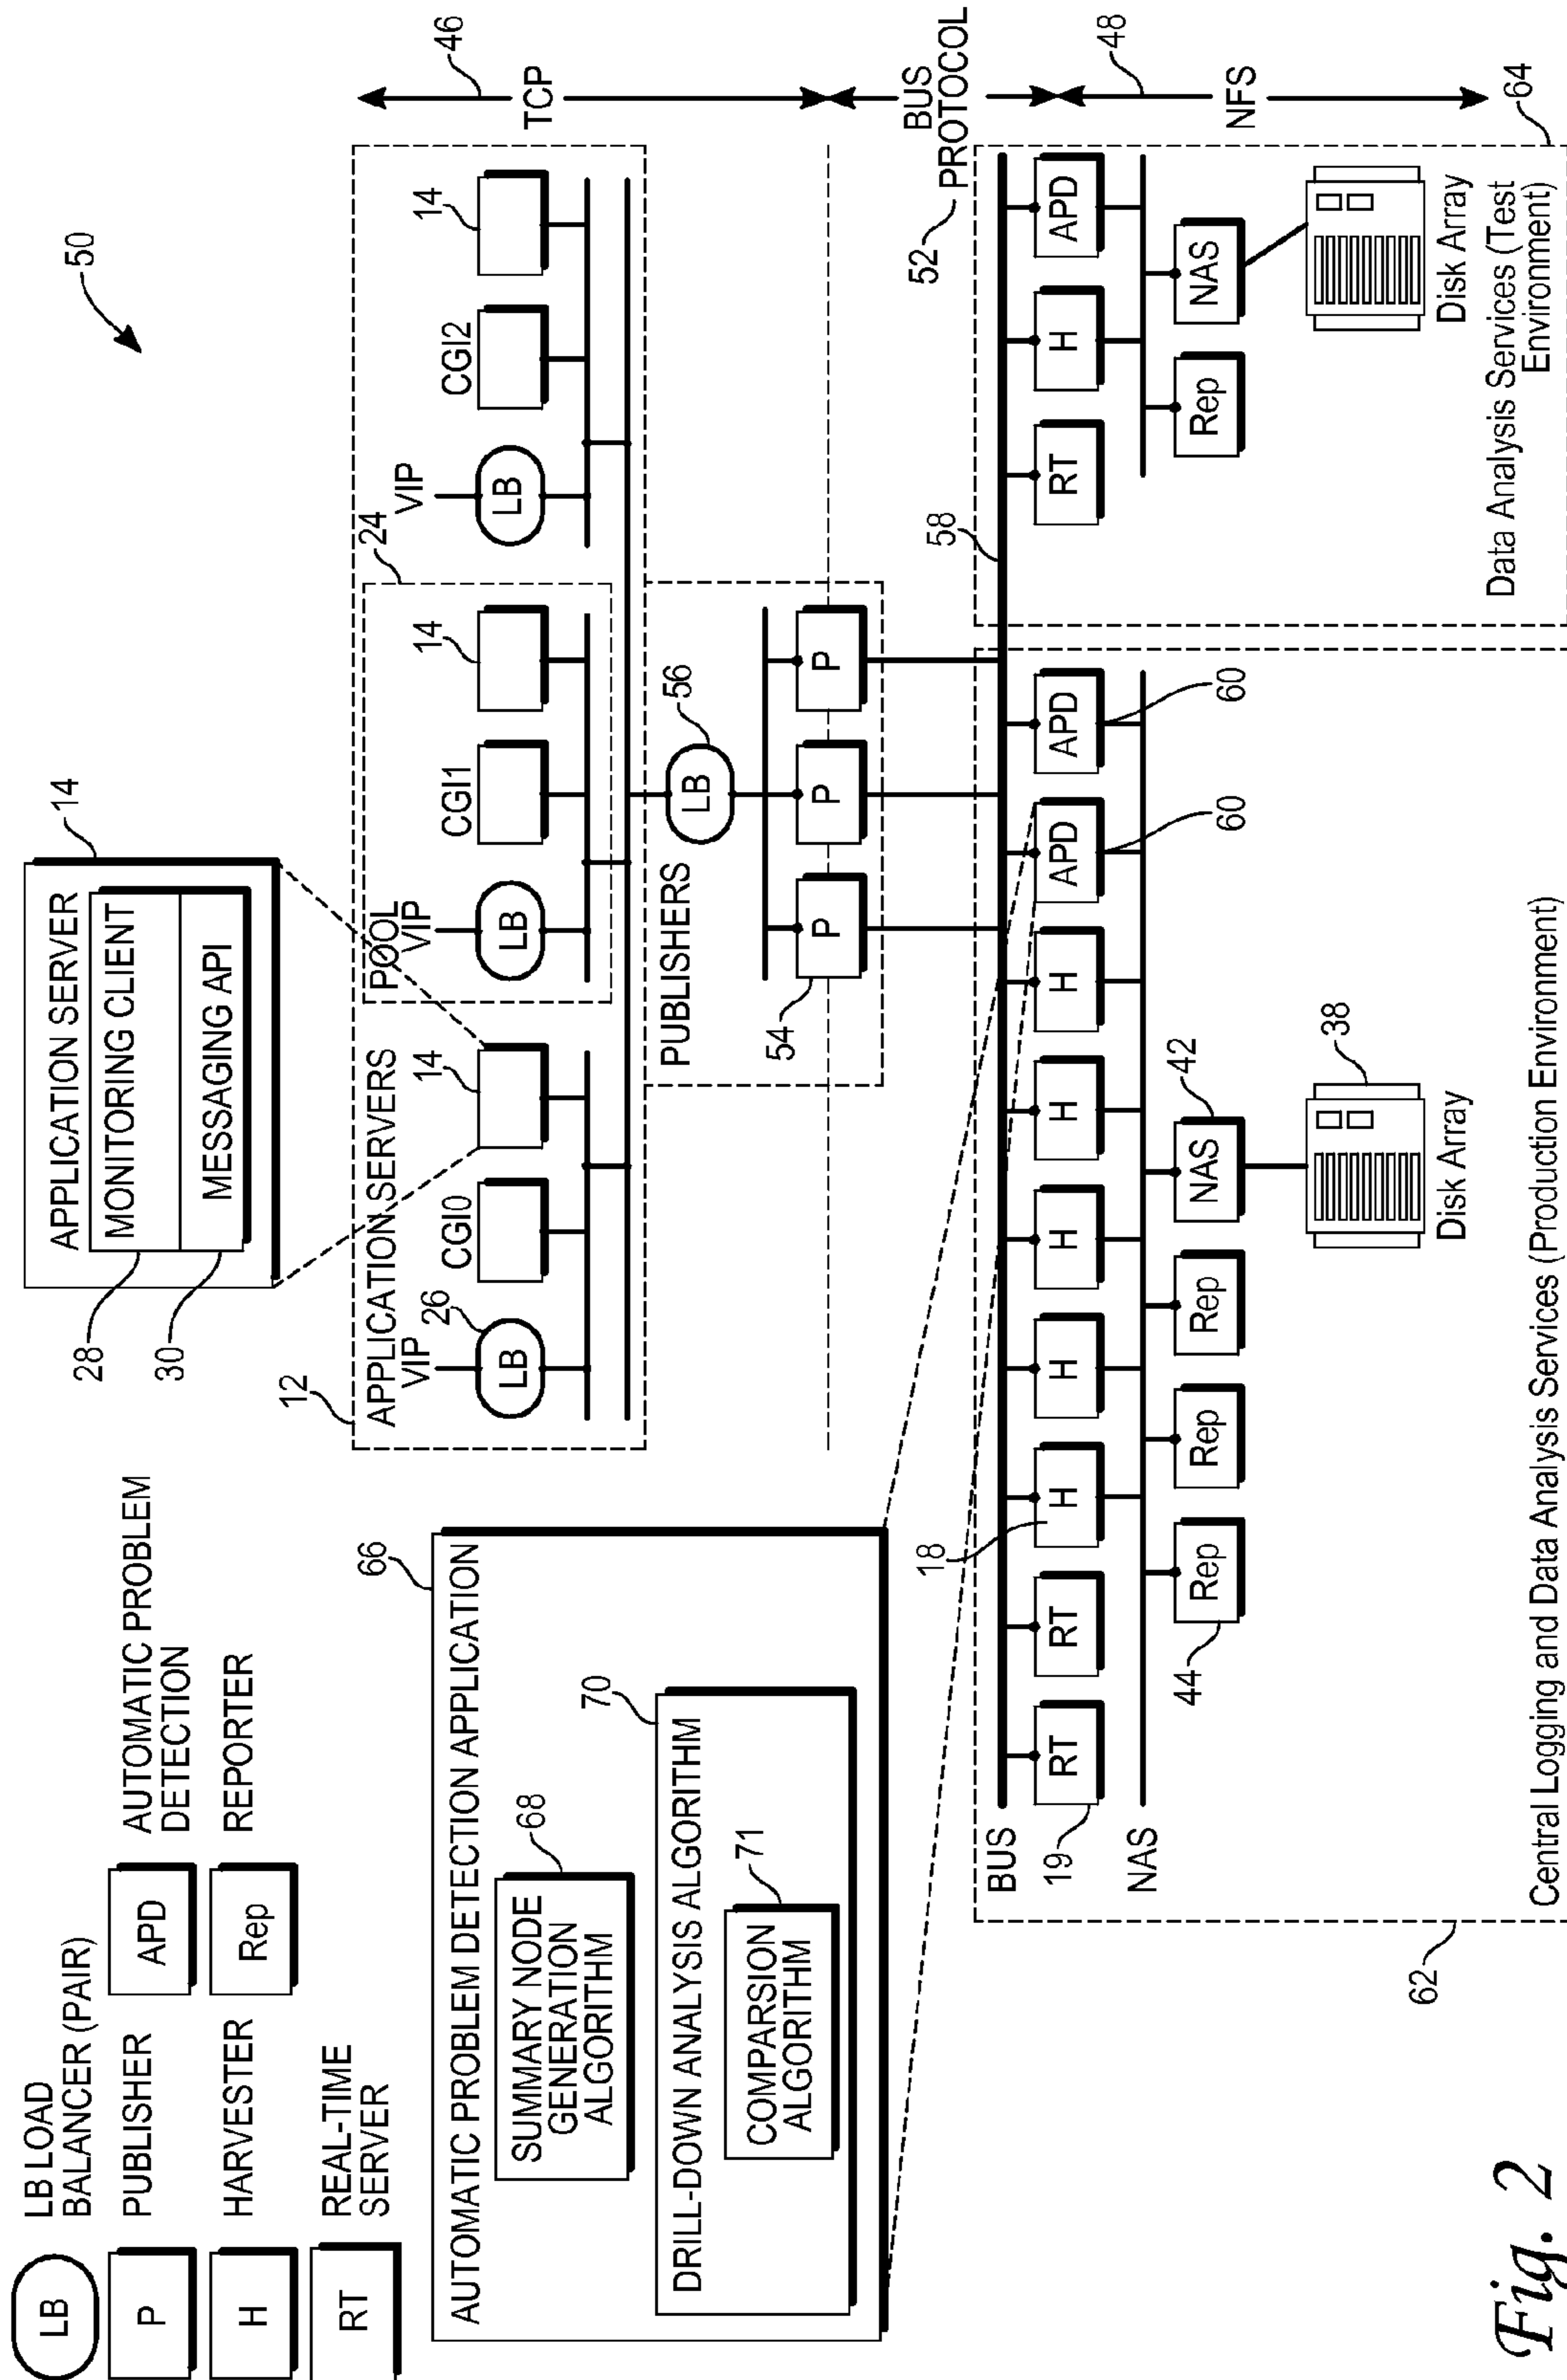 LB
LB LOAD
BALANCER (PAIR)
P
PUBLISHER
APD
AUTOMATIC PROBLEM
DETECTION
H
HARVESTER
Rep
REPORTER
RT
REAL-TIME
SERVER
50
14
APPLICATION SERVER
MONITORING CLIENT
MESSAGING API
28
30
12
APPLICATION SERVERS
VIP
26
LB
CGI0
14
24
POOL
VIP
LB
CGI1
14
VIP
LB
CGI2
14
46
TCP
PUBLISHERS
LB
56
P
P
P
54
BUS
PROTOCOL
52
66
AUTOMATIC PROBLEM DETECTION APPLICATION
SUMMARY NODE
GENERATION
ALGORITHM
68
DRILL-DOWN ANALYSIS ALGORITHM
70
COMPARSION
ALGORITHM
71
BUS
58
RT
RT
H
H
H
H
H
APD
APD
19
18
60
60
NAS
Rep
Rep
Rep
NAS
44
42
38
Disk Array
Central Logging and Data Analysis Services (Production Environment)
62
RT
H
APD
Rep
NAS
Disk Array
Data Analysis Services (Test
Environment)
64
48
NFS
Fig. 2